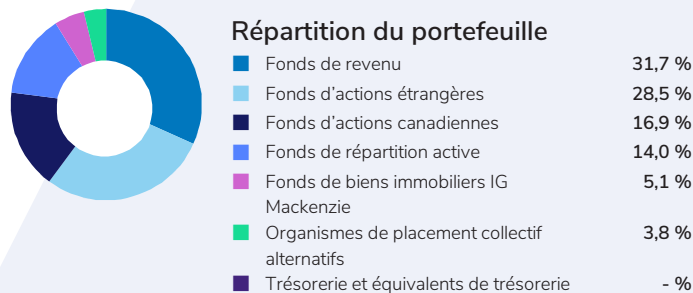 Répartition du portefeuille
Fonds de revenu 31,7 %
Fonds d'actions étrangères 28,5 %
Fonds d'actions canadiennes 16,9 %
Fonds de répartition active 14,0 %
Fonds de biens immobiliers IG 5,1 %
Mackenzie
Organismes de placement collectif 3,8 %
alternatifs
Trésorerie et équivalents de trésorerie - %